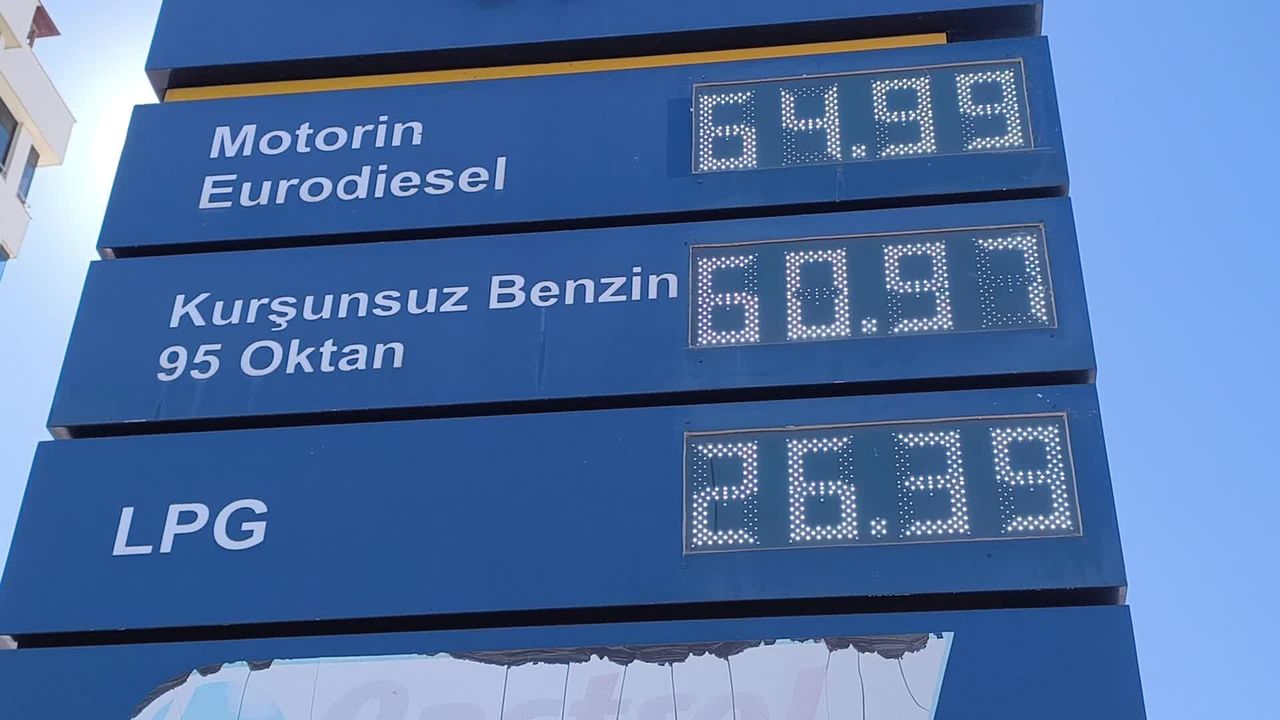 Motorin 64.99
Eurodiesel
Kurşunsuz Benzin 60.97
95 Oktan
LPG 26.39